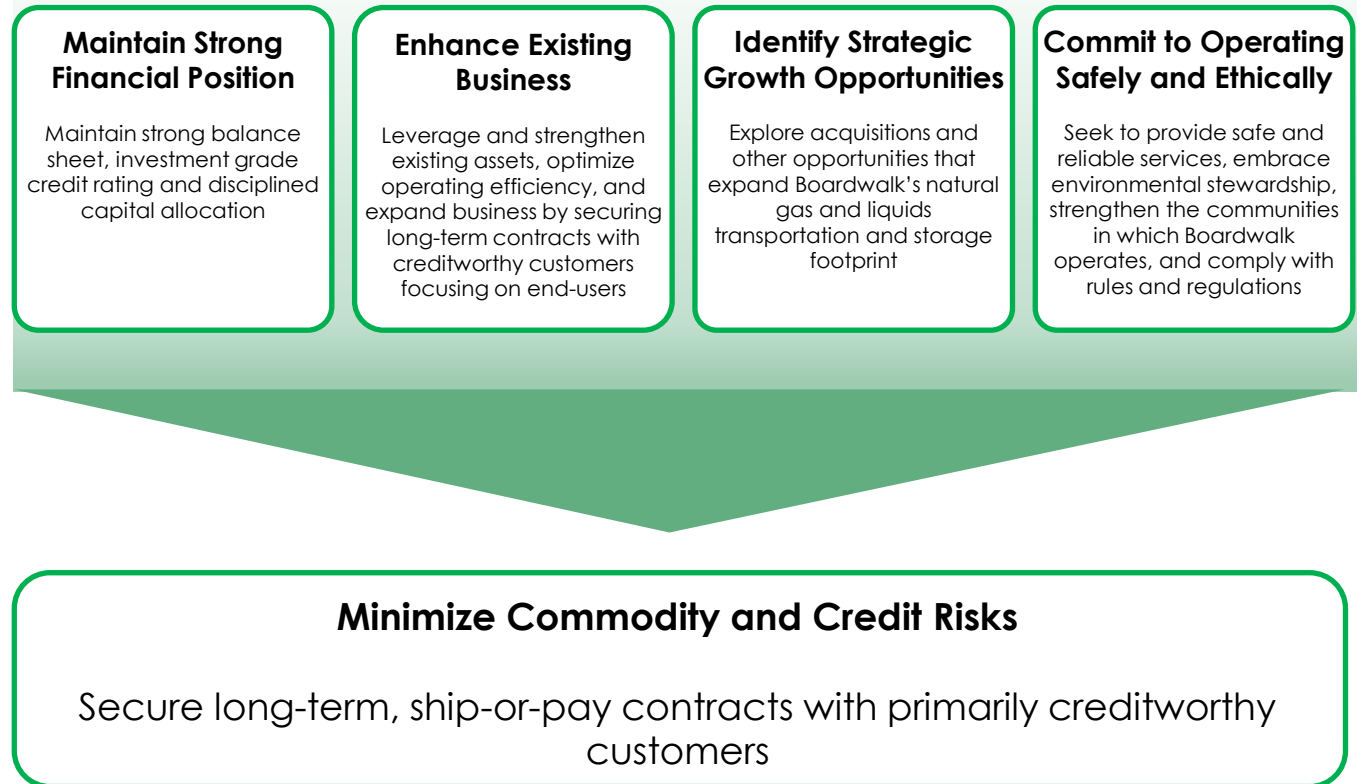 Maintain Strong
Financial Position
Maintain strong balance
sheet, investment grade
credit rating and disciplined
capital allocation
Enhance Existing
Business
Leverage and strengthen
existing assets, optimize
operating efficiency, and
expand business by securing
long-term contracts with
creditworthy customers
focusing on end-users
Identify Strategic
Growth Opportunities
Explore acquisitions and
other opportunities that
expand Boardwalk’s natural
gas and liquids
transportation and storage
footprint
Commit to Operating
Safely and Ethically
Seek to provide safe and
reliable services, embrace
environmental stewardship,
strengthen the communities
in which Boardwalk
operates, and comply with
rules and regulations
Minimize Commodity and Credit Risks
Secure long-term, ship-or-pay contracts with primarily creditworthy
customers